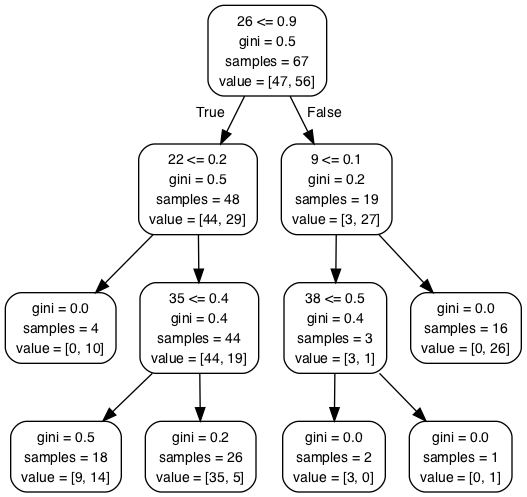 26 <= 0.9
gini = 0.5
samples = 67
value = [47, 56]
True
False
22 <= 0.2
gini = 0.5
samples = 48
value = [44, 29]
9 <= 0.1
gini = 0.2
samples = 19
value = [3, 27]
gini = 0.0
samples = 4
value = [0, 10]
35 <= 0.4
gini = 0.4
samples = 44
value = [44, 19]
38 <= 0.5
gini = 0.4
samples = 3
value = [3, 1]
gini = 0.0
samples = 16
value = [0, 26]
gini = 0.5
samples = 18
value = [9, 14]
gini = 0.2
samples = 26
value = [35, 5]
gini = 0.0
samples = 2
value = [3, 0]
gini = 0.0
samples = 1
value = [0, 1]